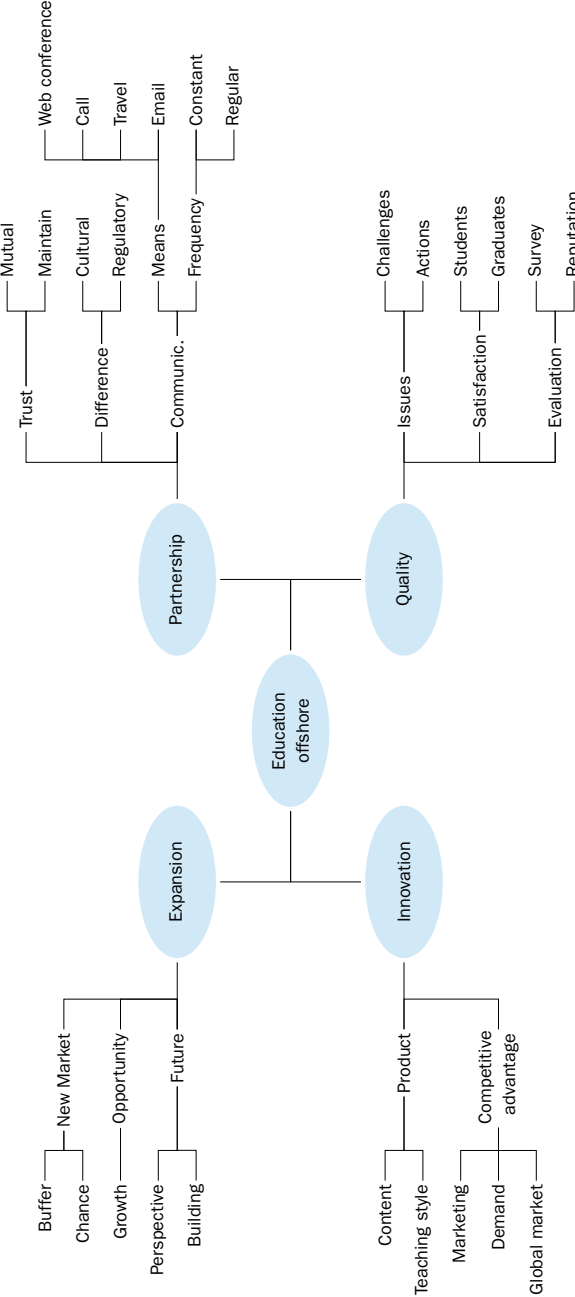 Education
offshore
Expansion
New Market
Buffer
Chance
Opportunity
Growth
Future
Perspective
Building
Innovation
Product
Content
Teaching style
Competitive
advantage
Marketing
Demand
Global market
Partnership
Trust
Mutual
Maintain
Difference
Cultural
Regulatory
Communic.
Means
Web conference
Call
Travel
Email
Frequency
Constant
Regular
Quality
Issues
Challenges
Actions
Satisfaction
Students
Graduates
Evaluation
Survey
Reputation